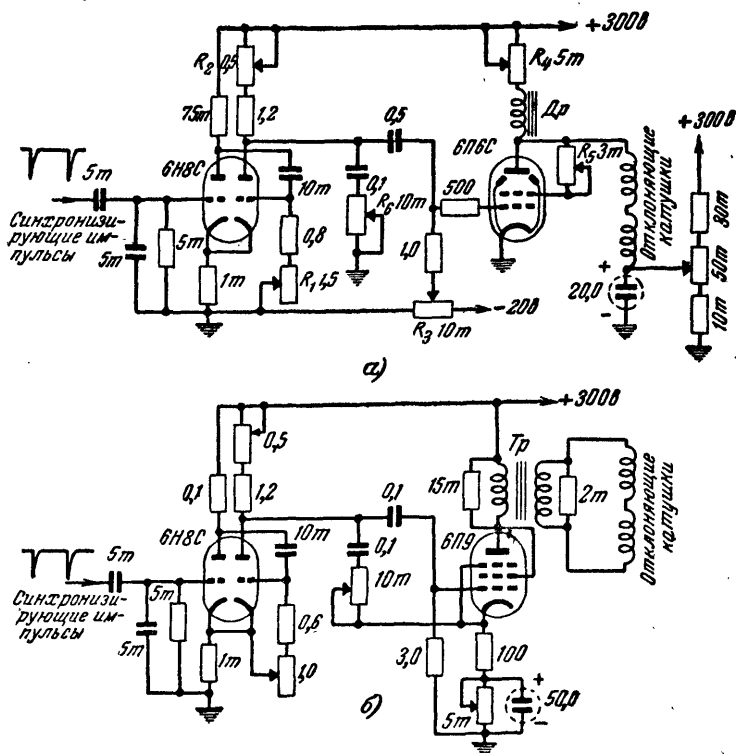 +300в
R₂ 0,5
R₄ 5т
75т
1,2
Др
0,5
6П6С
R₅ 3т
+300в
6Н8С
5т
10т
0,1
R₆ 10т
500
Отклоняющие
катушки
Синхронизи-
рующие им-
пульсы
5т
5т
0,8
1,0
80т
50т
10т
+
20,0
-
1т
R₁ 1,5
R₃ 10т
-20в
а)
+300в
0,5
Тр
0,1
1,2
0,1
15т
2т
Отклоняющие
катушки
6Н8С
10т
6П9
5т
0,1
10т
Синхронизи-
рующие им-
пульсы
5т
5т
0,6
3,0
100
1т
1,0
+
50,0
-
5т
б)